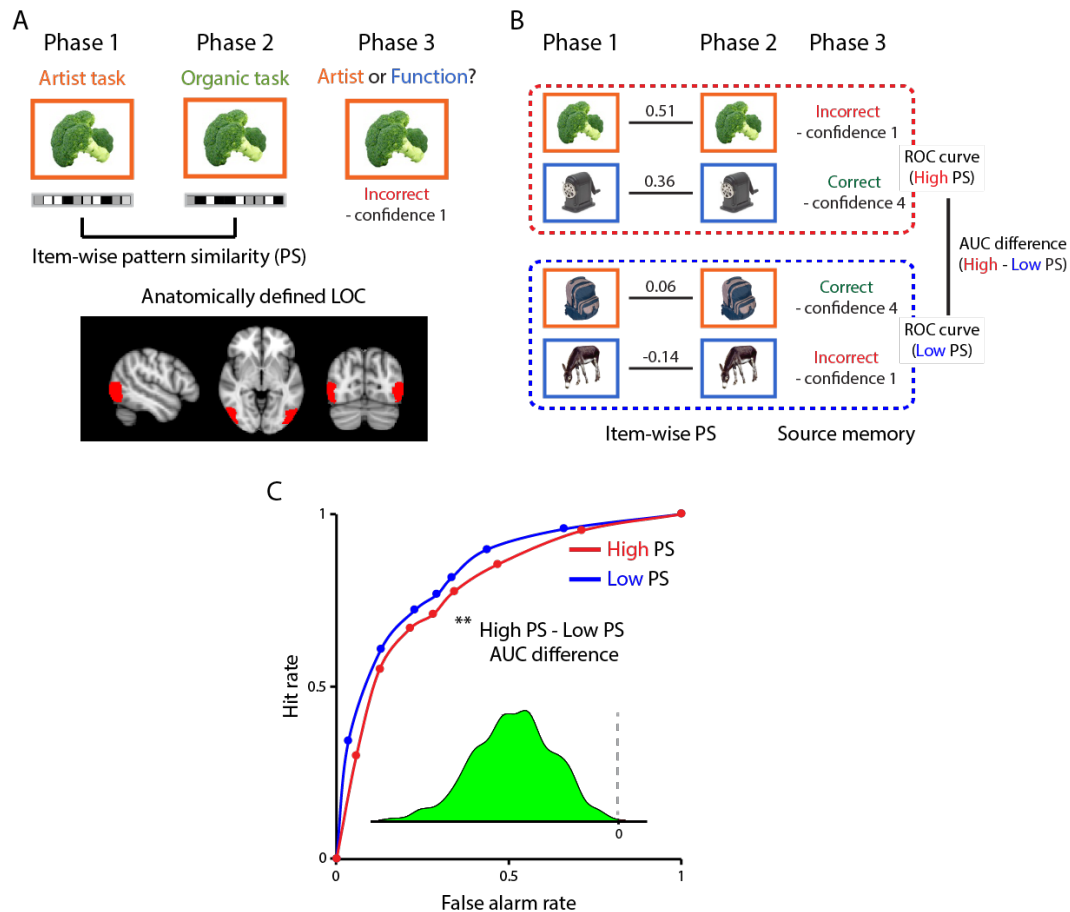 A
Phase 1
Phase 2
Phase 3
Artist task
Organic task
Artist or Function?
Incorrect
- confidence 1
Item-wise pattern similarity (PS)
Anatomically defined LOC
B
Phase 1
Phase 2
Phase 3
0.51
Incorrect
- confidence 1
0.36
Correct
- confidence 4
ROC curve
(High PS)
AUC difference
(High - Low PS)
0.06
Correct
- confidence 4
ROC curve
(Low PS)
-0.14
Incorrect
- confidence 1
Item-wise PS
Source memory
C
1
High PS
Low PS
** High PS - Low PS
AUC difference
0.5
Hit rate
0
0
0
0.5
1
False alarm rate